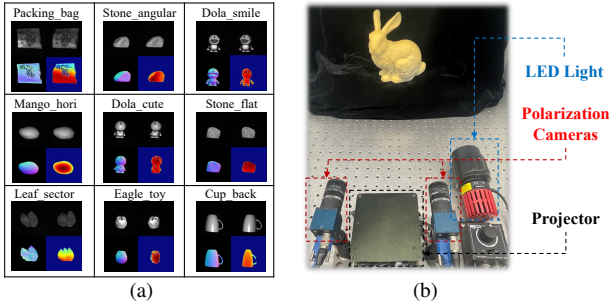 Packing_bag Stone_angular Dola_smile
Mango_hori Dola_cute Stone_flat
Leaf_sector Eagle_toy Cup_back
LED Light
Polarization
Cameras
Projector
(a) (b)